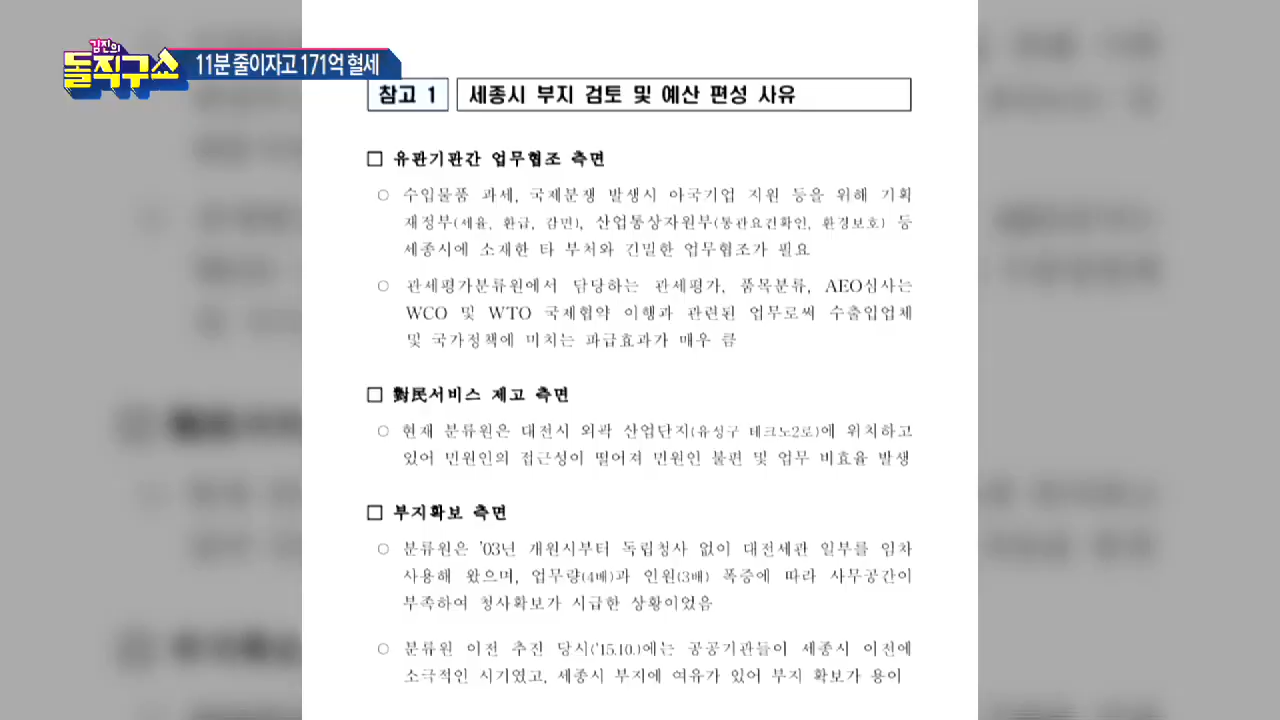 김진의
돌직구쇼
11분 줄이자고 171억 혈세
참고 1 세종시 부지 검토 및 예산 편성 사유
□ 유관기관간 업무협조 측면
○ 수입물품 과세, 국제분쟁 발생시 아국기업 지원 등을 위해 기획
재정부(세율, 환급, 감면), 산업통상자원부(통관요건확인, 환경보호) 등
세종시에 소재한 타 부처와 긴밀한 업무협조가 필요
○ 관세평가분류원에서 담당하는 관세평가, 품목분류, AEO심사는
WCO 및 WTO 국제협약 이행과 관련된 업무로써 수출입업체
및 국가정책에 미치는 파급효과가 매우 큼
□ 對民서비스 제고 측면
○ 현재 분류원은 대전시 외곽 산업단지(유성구 테크노2로)에 위치하고
있어 민원인의 접근성이 떨어져 민원인 불편 및 업무 비효율 발생
□ 부지확보 측면
○ 분류원은 '03년 개원시부터 독립청사 없이 대전세관 일부를 임차
사용해 왔으며, 업무량(4배)과 인원(3배) 폭증에 따라 사무공간이
부족하여 청사확보가 시급한 상황이었음
○ 분류원 이전 추진 당시('15.10.)에는 공공기관들이 세종시 이전에
소극적인 시기였고, 세종시 부지에 여유가 있어 부지 확보가 용이